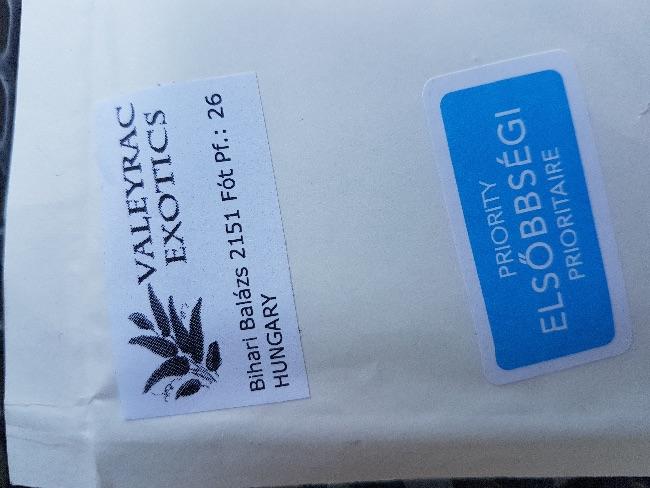 VALEYRAC
EXOTICS
Bihari Balázs 2151 Fót Pf.: 26
HUNGARY
PRIORITY
ELSŐBBSÉGI
PRIORITAIRE